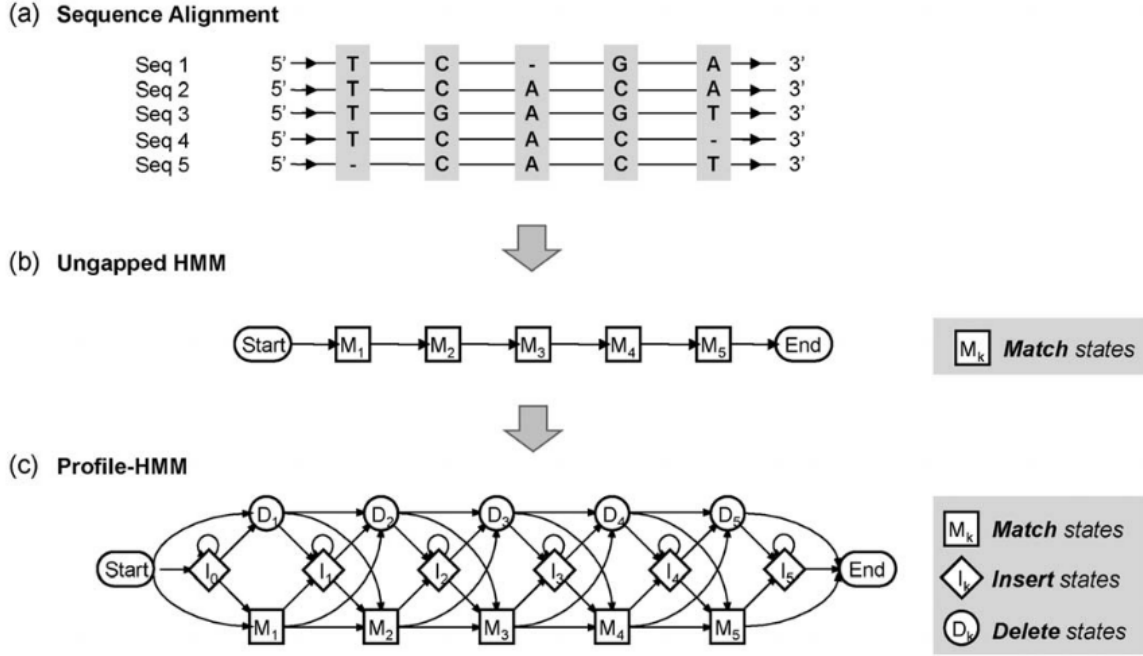 (a) Sequence Alignment
Seq 1 5’ T C - G A 3’
Seq 2 5’ T C A C A 3’
Seq 3 5’ T G A G T 3’
Seq 4 5’ T C A C - 3’
Seq 5 5’ - C A C T 3’
(b) Ungapped HMM
Start M1 M2 M3 M4 M5 End
Mk Match states
(c) Profile-HMM
D1 D2 D3 D4 D5
Start I0 I1 I2 I3 I4 I5 End
M1 M2 M3 M4 M5
Mk Match states
Ik Insert states
Dk Delete states